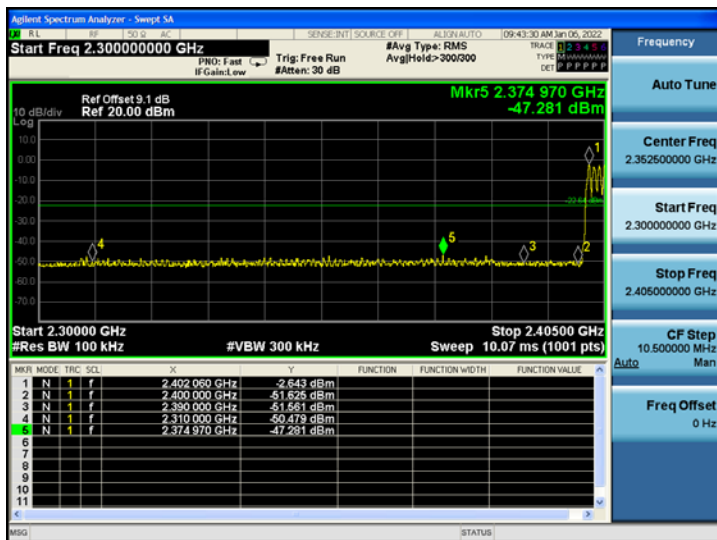 Agilent Spectrum Analyzer - Swept SA
RL RF 50 Ω AC SENSE:INT SOURCE OFF ALIGN AUTO 09:43:30 AM Jan 06, 2022
Start Freq 2.300000000 GHz
PNO: Fast
IFGain:Low
Trig: Free Run
#Atten: 30 dB
#Avg Type: RMS
Avg|Hold:>300/300
TRACE 1 2 3 4 5 6
TYPE M
DET P P P P P P
Mkr5 2.374 970 GHz
-47.281 dBm
Ref Offset 9.1 dB
10 dB/div Ref 20.00 dBm
Log
10.0
0.00
-10.0
-20.0
-30.0
-40.0
-50.0
-60.0
-70.0
-22.64 dBm
1
2
3
4
5
Start 2.30000 GHz Stop 2.40500 GHz
#Res BW 100 kHz #VBW 300 kHz Sweep 10.07 ms (1001 pts)
MKR MODE TRC SCL X Y FUNCTION FUNCTION WIDTH FUNCTION VALUE
1 N 1 f 2.402 060 GHz -2.643 dBm
2 N 1 f 2.400 000 GHz -51.625 dBm
3 N 1 f 2.390 000 GHz -51.561 dBm
4 N 1 f 2.310 000 GHz -50.479 dBm
5 N 1 f 2.374 970 GHz -47.281 dBm
6
7
8
9
10
11
MSG STATUS
Frequency
Auto Tune
Center Freq
2.352500000 GHz
Start Freq
2.300000000 GHz
Stop Freq
2.405000000 GHz
CF Step
10.500000 MHz
Auto Man
Freq Offset
0 Hz